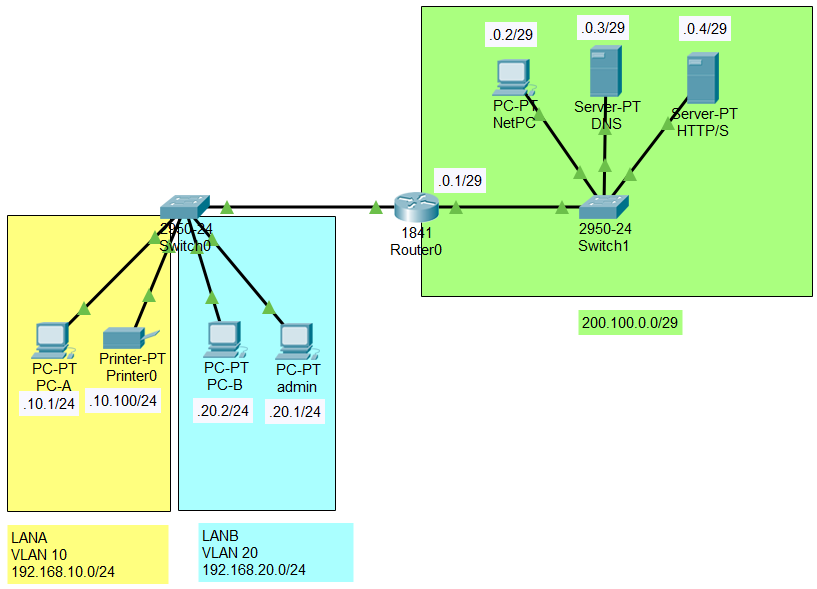 .0.2/29
.0.3/29
.0.4/29
PC-PT
NetPC
Server-PT
DNS
Server-PT
HTTP/S
.0.1/29
2950-24
Switch0
1841
Router0
2950-24
Switch1
200.100.0.0/29
PC-PT
PC-A
.10.1/24
Printer-PT
Printer0
.10.100/24
PC-PT
PC-B
.20.2/24
PC-PT
admin
.20.1/24
LANA
VLAN 10
192.168.10.0/24
LANB
VLAN 20
192.168.20.0/24